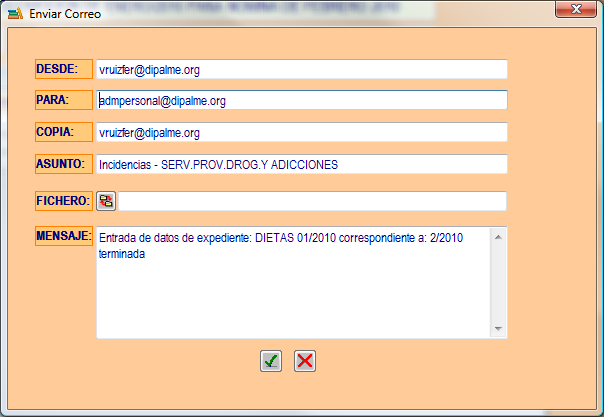 Enviar Correo
DESDE: vruizfer@dipalme.org
PARA: admpersonal@dipalme.org
COPIA: vruizfer@dipalme.org
ASUNTO: Incidencias - SERV.PROV.DROG.Y ADICCIONES
FICHERO:
MENSAJE: Entrada de datos de expediente: DIETAS 01/2010 correspondiente a: 2/2010
terminada